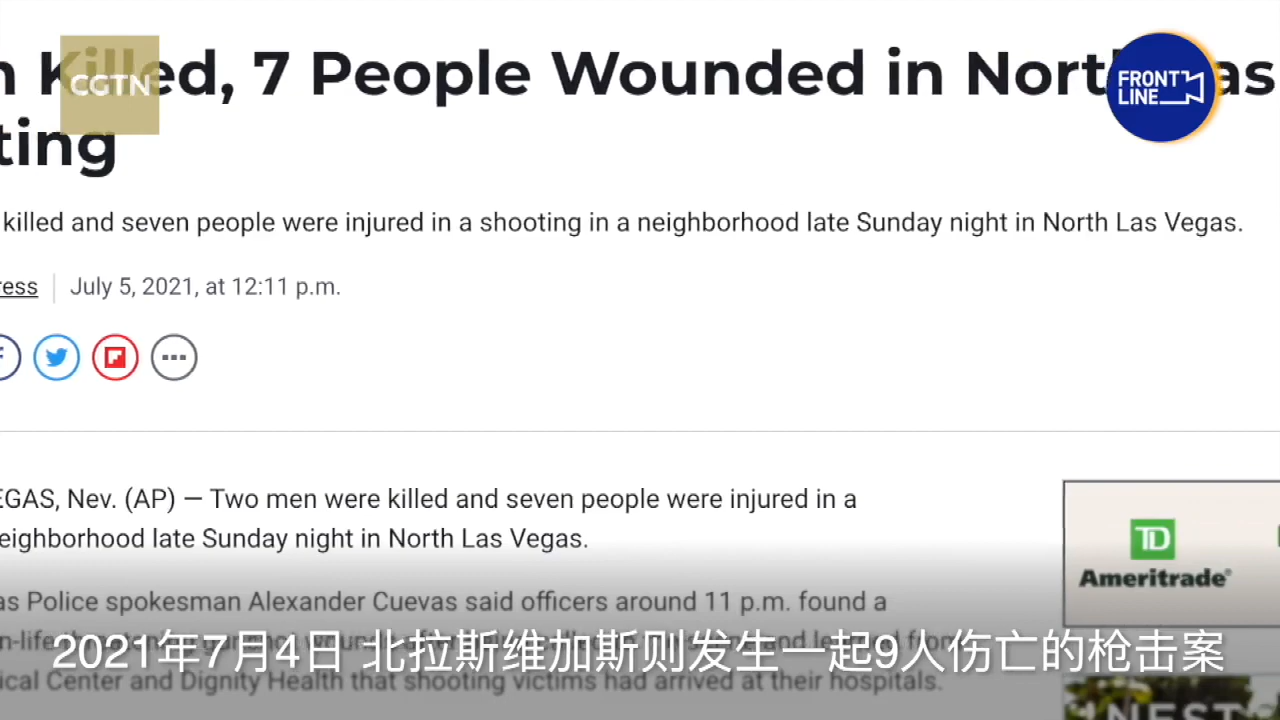 n Killed, 7 People Wounded in Nort as
CGTN
FRONT
LINE
ting
killed and seven people were injured in a shooting in a neighborhood late Sunday night in North Las Vegas.
ress
July 5, 2021, at 12:11 p.m.
EGAS, Nev. (AP) — Two men were killed and seven people were injured in a
eighborhood late Sunday night in North Las Vegas.
TD
Ameritrade®
as Police spokesman Alexander Cuevas said officers around 11 p.m. found a
2021年7月4日 北拉斯维加斯则发生一起9人伤亡的枪击案
ical Center and Dignity Health that shooting victims had arrived at their hospitals.